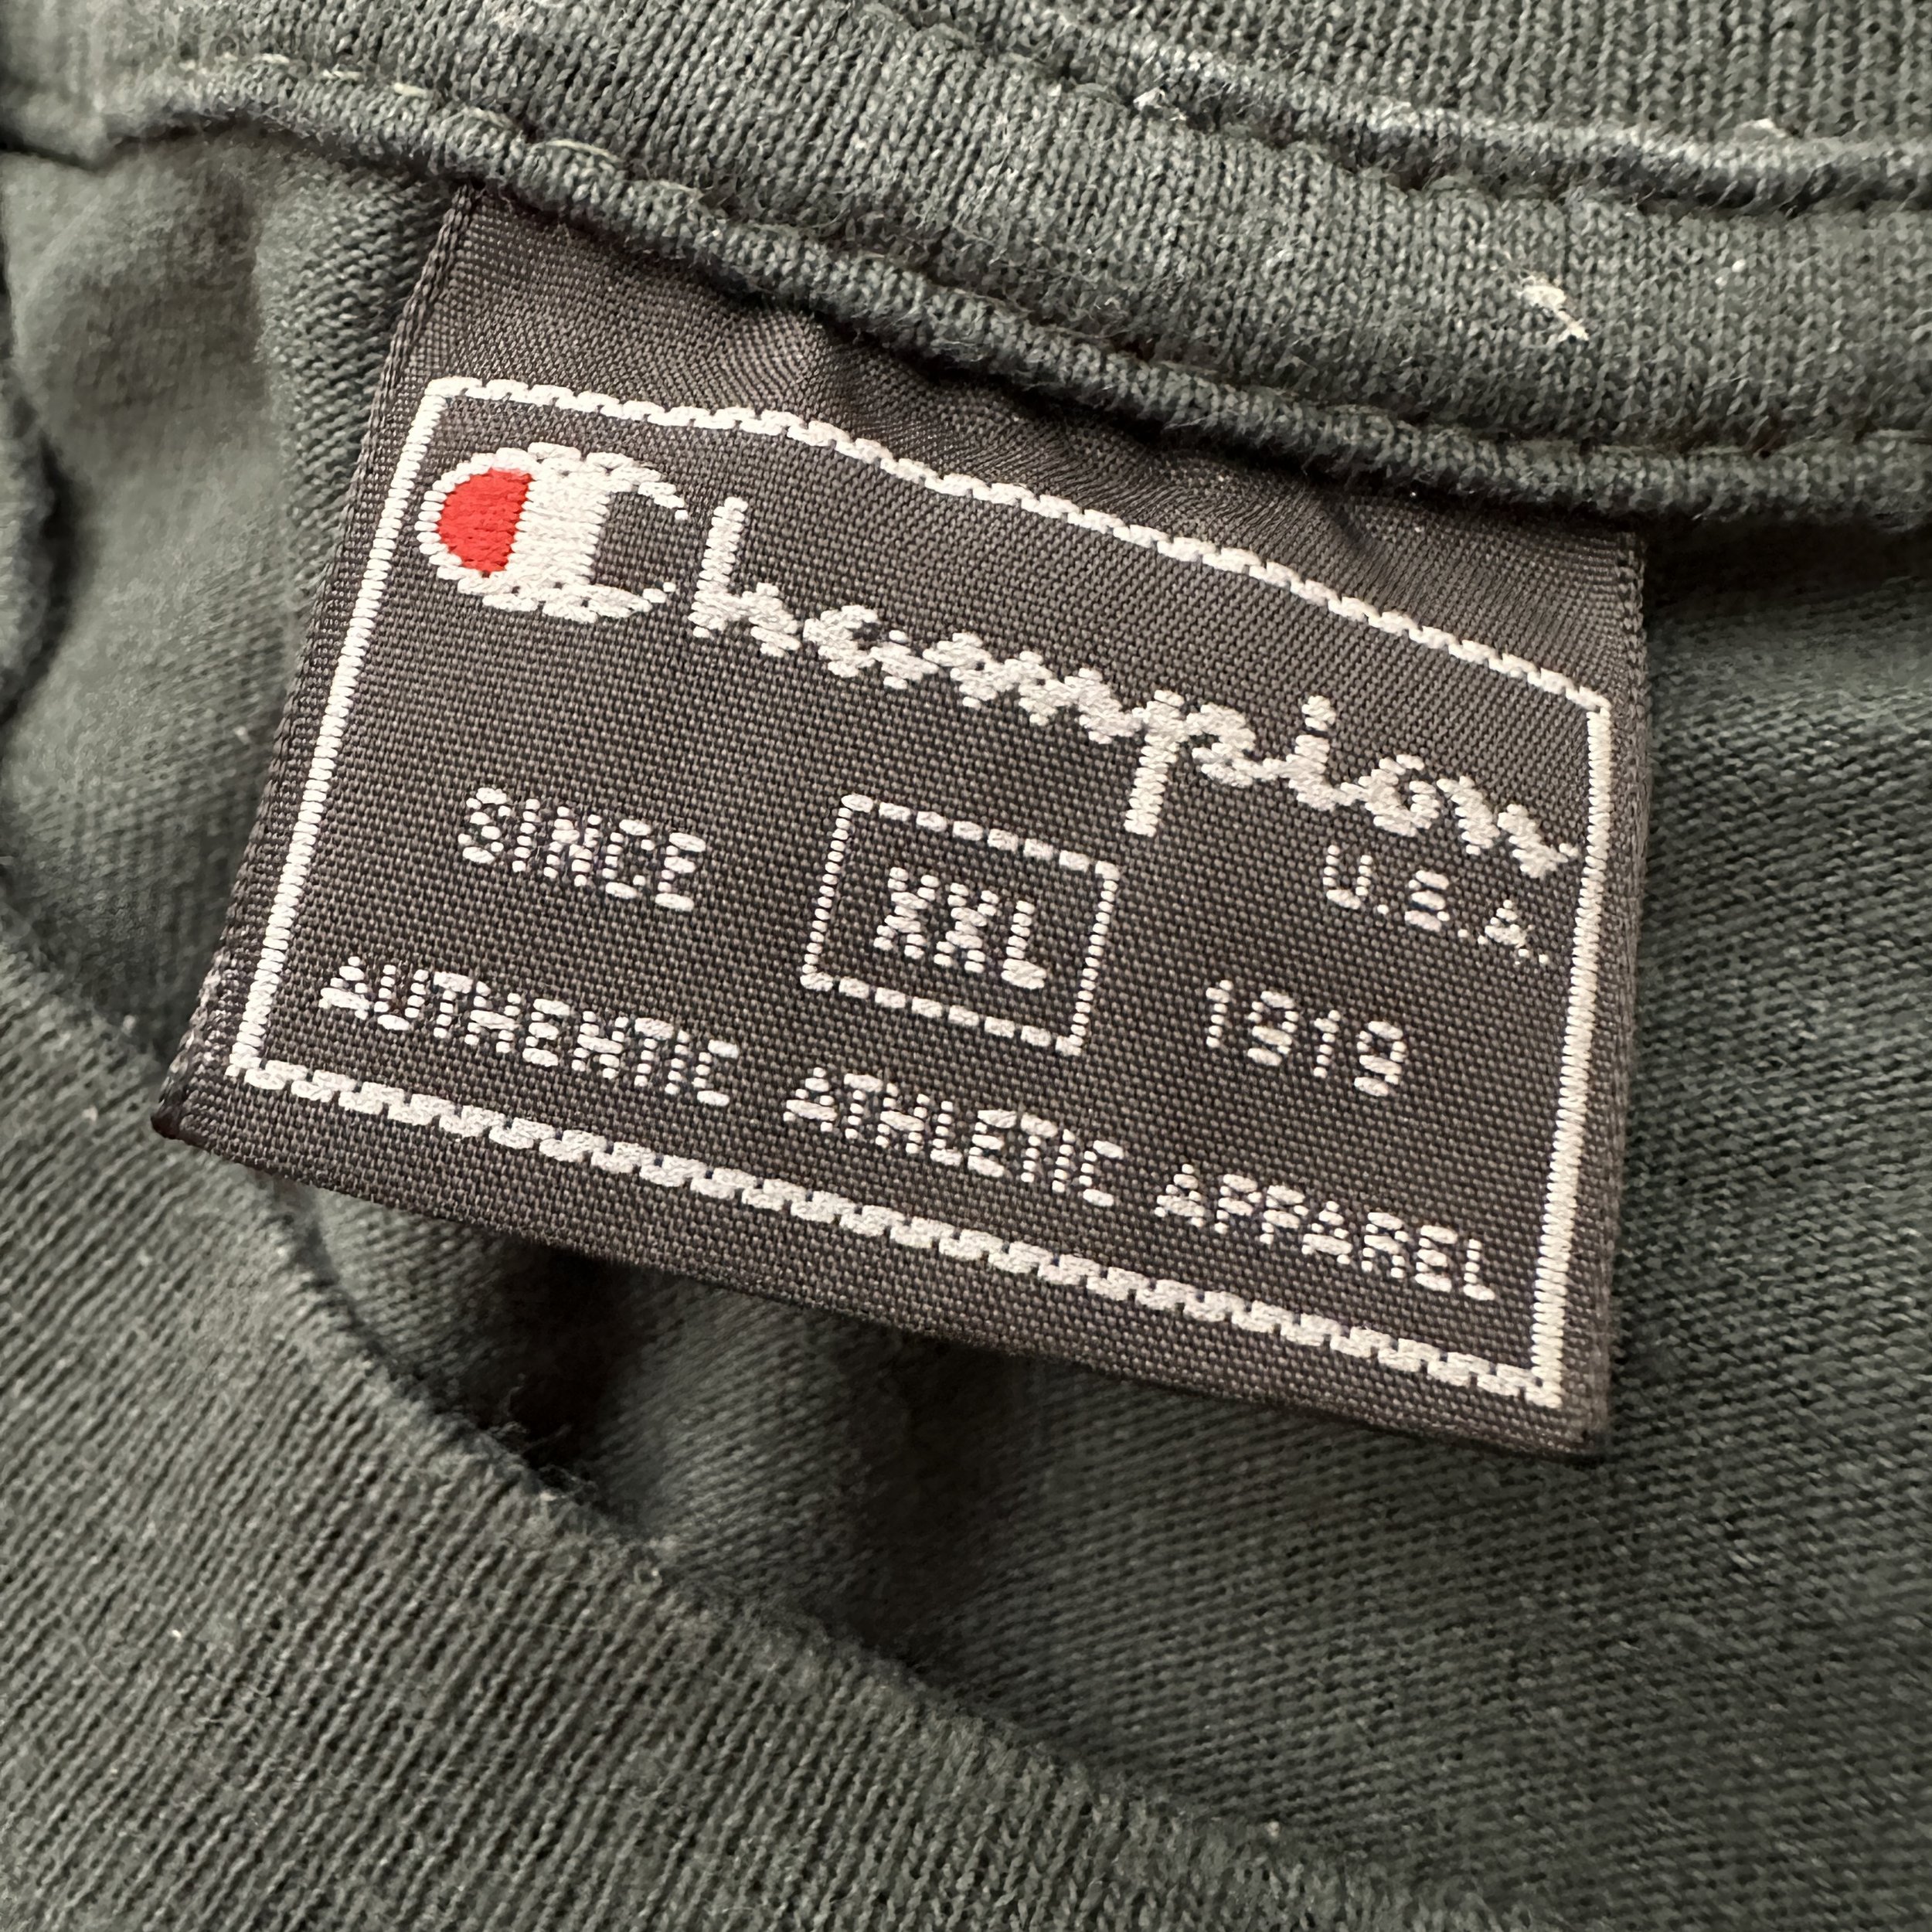 Champion
U.S.A.
SINCE XXL 1919
AUTHENTIC ATHLETIC APPAREL